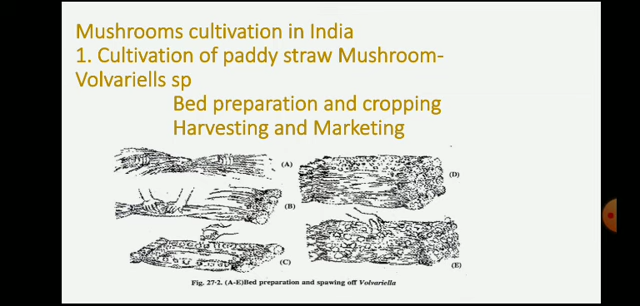 Mushrooms cultivation in India
1. Cultivation of paddy straw Mushroom-
Volvariells sp
Bed preparation and cropping
Harvesting and Marketing
(A)
(D)
(B)
(C)
(E)
Fig. 27-2. (A-E)Bed preparation and spawing off Volvariella